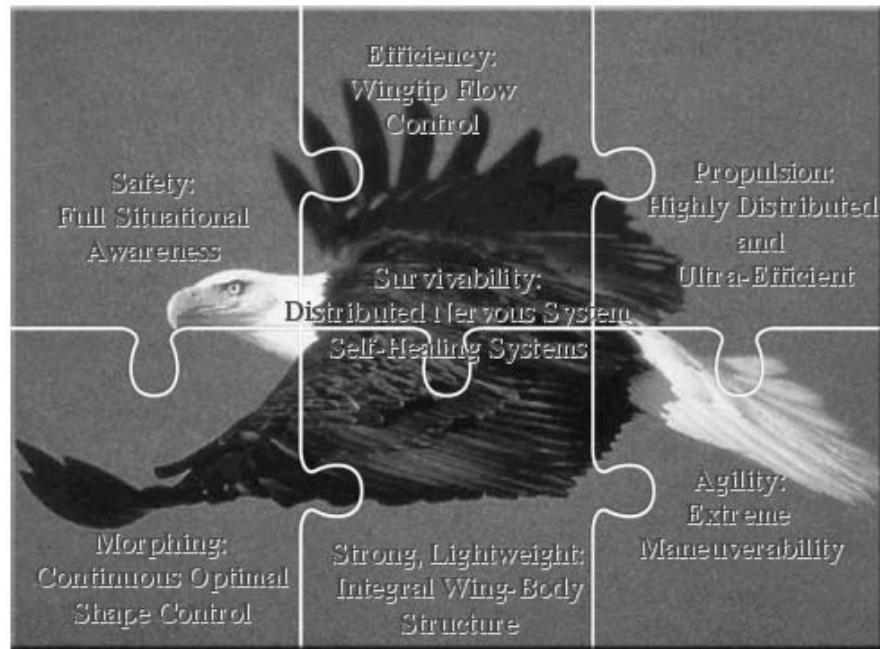 Efficiency:
Wingtip Flow
Control
Safety:
Full Situational
Awareness
Propulsion:
Highly Distributed
and
Ultra-Efficient
Survivability:
Distributed Nervous System
Self-Healing Systems
Morphing:
Continuous Optimal
Shape Control
Strong, Lightweight:
Integral Wing-Body
Structure
Agility:
Extreme
Maneuverability